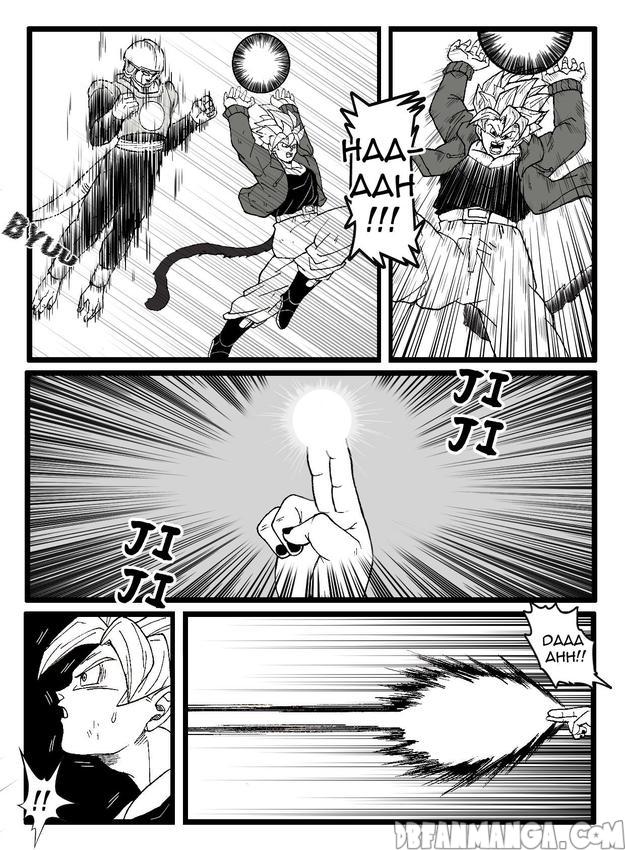 BYUU
HAA-
AAH
!!!
JI
JI
JI
JI
!!
DAAA
AHH!!
DBFANMANGA.COM